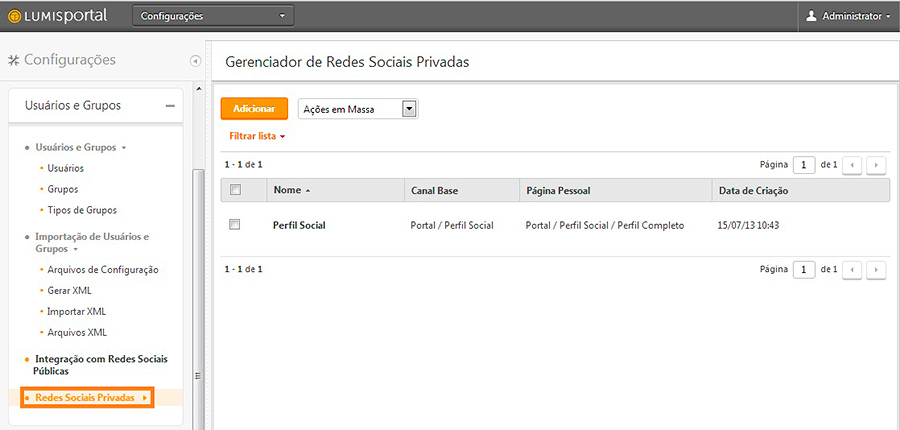 LUMISportal
Configurações
Administrator
Configurações
Gerenciador de Redes Sociais Privadas
Usuários e Grupos
Adicionar
Ações em Massa
Filtrar lista
Usuários e Grupos
Usuários
Grupos
Tipos de Grupos
Importação de Usuários e
Grupos
Arquivos de Configuração
Gerar XML
Importar XML
Arquivos XML
Integração com Redes Sociais
Públicas
Redes Sociais Privadas
1 - 1 de 1
Página 1 de 1
Nome Canal Base Página Pessoal Data de Criação
Perfil Social Portal / Perfil Social Portal / Perfil Social / Perfil Completo 15/07/13 10:43
1 - 1 de 1
Página 1 de 1